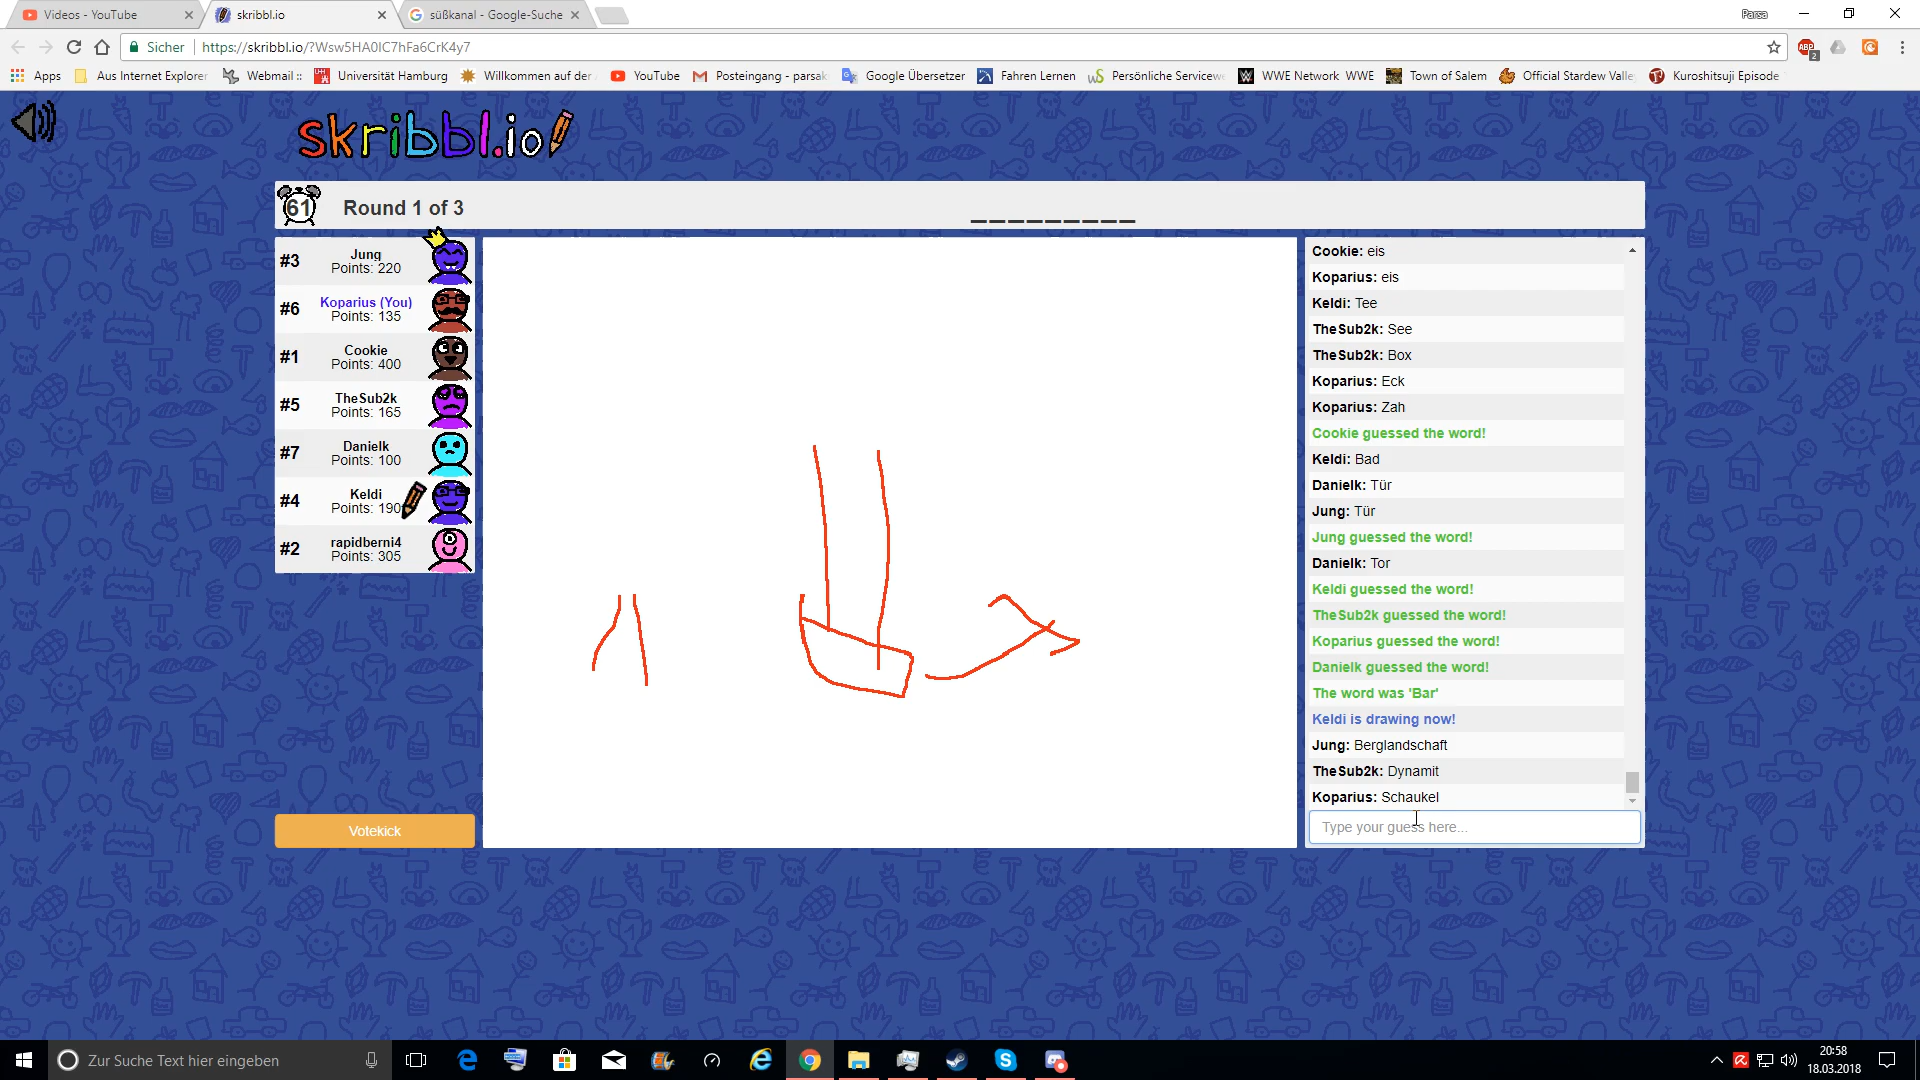 Videos - YouTube
skribbl.io
süßkanal - Google-Suche
Parsa
Sicher
https://skribbl.io/?Wsw5HA0IC7hFa6CrK4y7
ABP
2
Apps
Aus Internet Explorer
Webmail ::
Universität Hamburg
Willkommen auf der
YouTube
Posteingang - parsak
Google Übersetzer
Fahren Lernen
Persönliche Servicew
WWE Network WWE
Town of Salem
Official Stardew Valle
Kuroshitsuji Episode
skribbl.io
61
Round 1 of 3
_________
#3
Jung
Points: 220
#6
Koparius (You)
Points: 135
#1
Cookie
Points: 400
#5
TheSub2k
Points: 165
#7
Danielk
Points: 100
#4
Keldi
Points: 190
#2
rapidberni4
Points: 305
Votekick
Cookie: eis
Koparius: eis
Keldi: Tee
TheSub2k: See
TheSub2k: Box
Koparius: Eck
Koparius: Zah
Cookie guessed the word!
Keldi: Bad
Danielk: Tür
Jung: Tür
Jung guessed the word!
Danielk: Tor
Keldi guessed the word!
TheSub2k guessed the word!
Koparius guessed the word!
Danielk guessed the word!
The word was 'Bar'
Keldi is drawing now!
Jung: Berglandschaft
TheSub2k: Dynamit
Koparius: Schaukel
Type your guess here...
Zur Suche Text hier eingeben
20:58
18.03.2018